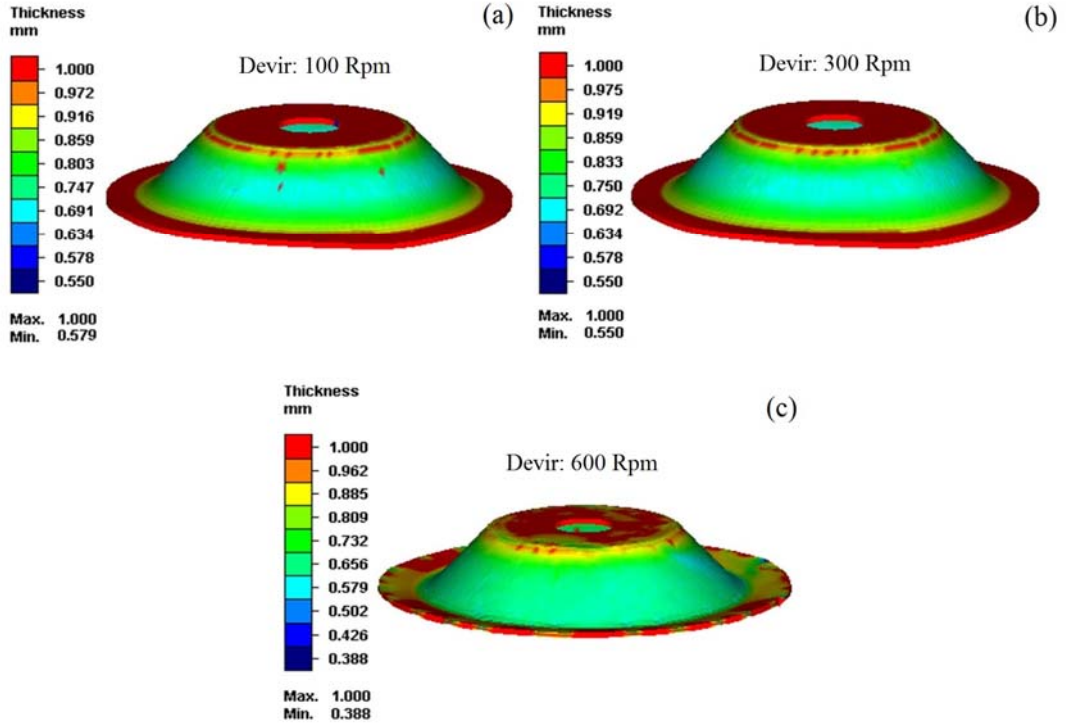 Thickness
mm
(a)
Devir: 100 Rpm
1.000
0.972
0.916
0.859
0.803
0.747
0.691
0.634
0.578
0.550
Max. 1.000
Min. 0.579
Thickness
mm
(b)
Devir: 300 Rpm
1.000
0.975
0.919
0.833
0.750
0.692
0.634
0.578
0.550
Max. 1.000
Min. 0.550
Thickness
mm
(c)
Devir: 600 Rpm
1.000
0.962
0.885
0.809
0.732
0.656
0.579
0.502
0.426
0.388
Max. 1.000
Min. 0.388